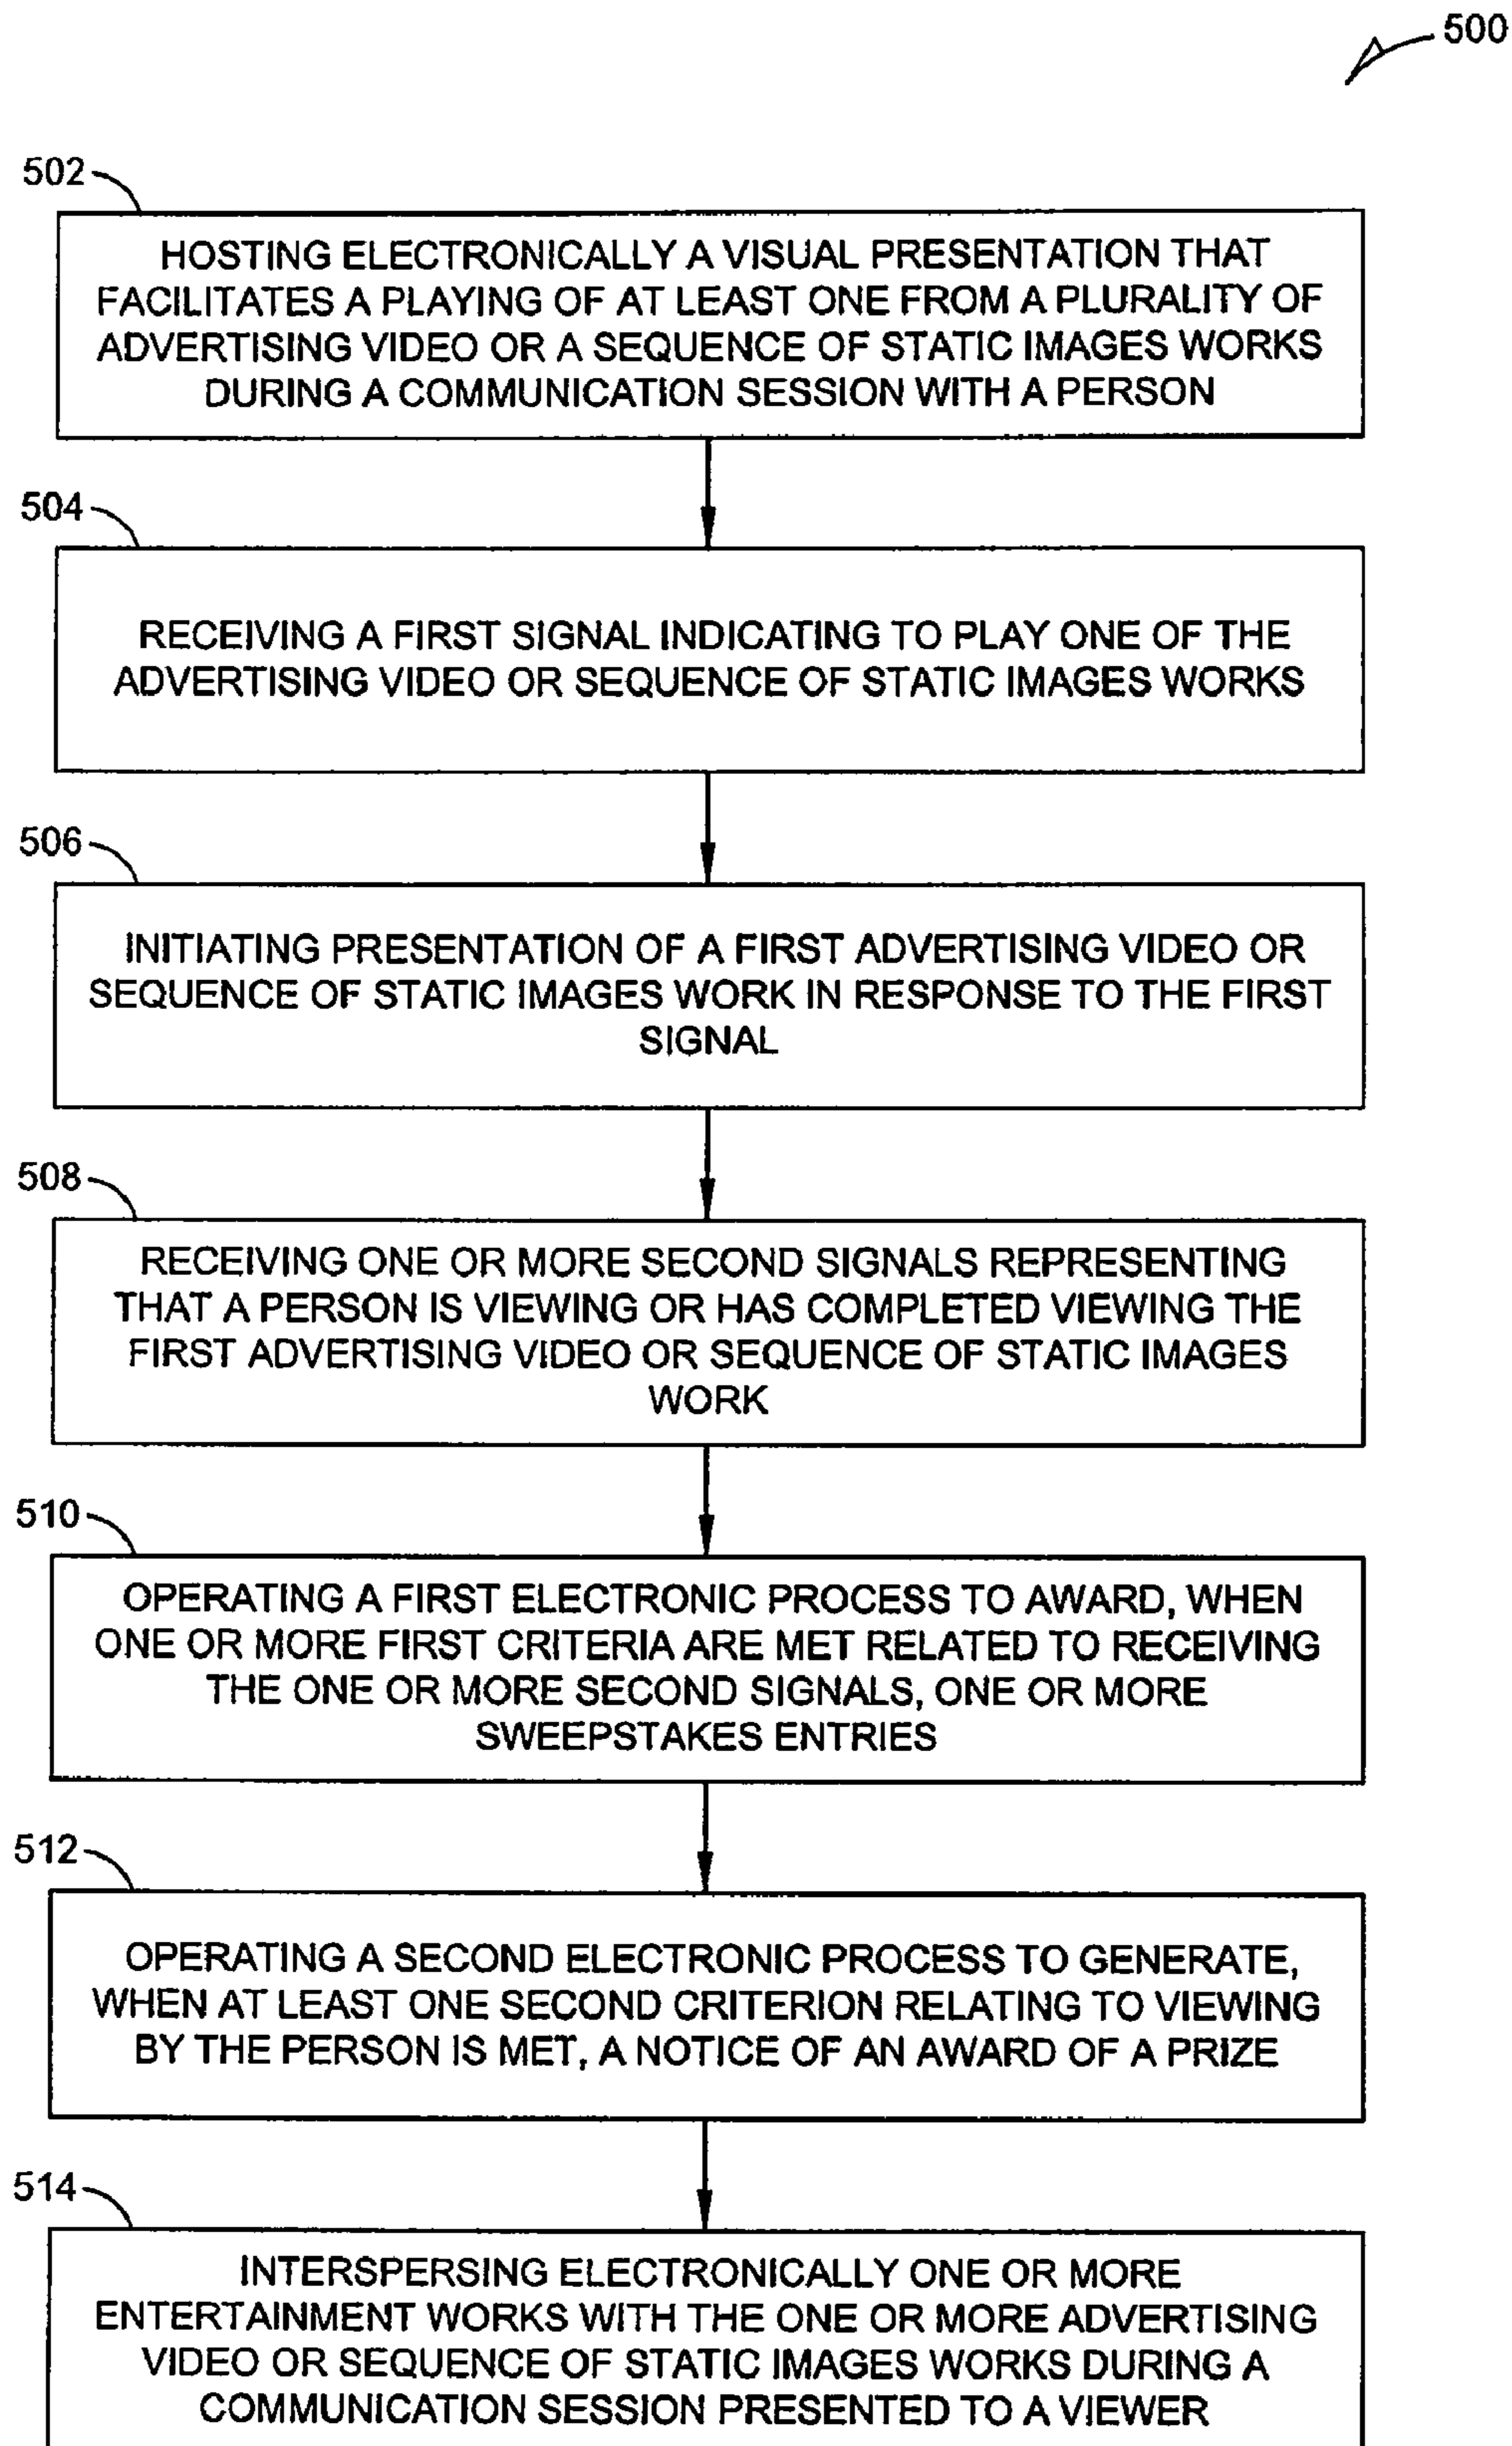 500
502
HOSTING ELECTRONICALLY A VISUAL PRESENTATION THAT
FACILITATES A PLAYING OF AT LEAST ONE FROM A PLURALITY OF
ADVERTISING VIDEO OR A SEQUENCE OF STATIC IMAGES WORKS
DURING A COMMUNICATION SESSION WITH A PERSON
504
RECEIVING A FIRST SIGNAL INDICATING TO PLAY ONE OF THE
ADVERTISING VIDEO OR SEQUENCE OF STATIC IMAGES WORKS
506
INITIATING PRESENTATION OF A FIRST ADVERTISING VIDEO OR
SEQUENCE OF STATIC IMAGES WORK IN RESPONSE TO THE FIRST
SIGNAL
508
RECEIVING ONE OR MORE SECOND SIGNALS REPRESENTING
THAT A PERSON IS VIEWING OR HAS COMPLETED VIEWING THE
FIRST ADVERTISING VIDEO OR SEQUENCE OF STATIC IMAGES
WORK
510
OPERATING A FIRST ELECTRONIC PROCESS TO AWARD, WHEN
ONE OR MORE FIRST CRITERIA ARE MET RELATED TO RECEIVING
THE ONE OR MORE SECOND SIGNALS, ONE OR MORE
SWEEPSTAKES ENTRIES
512
OPERATING A SECOND ELECTRONIC PROCESS TO GENERATE,
WHEN AT LEAST ONE SECOND CRITERION RELATING TO VIEWING
BY THE PERSON IS MET, A NOTICE OF AN AWARD OF A PRIZE
514
INTERSPERSING ELECTRONICALLY ONE OR MORE
ENTERTAINMENT WORKS WITH THE ONE OR MORE ADVERTISING
VIDEO OR SEQUENCE OF STATIC IMAGES WORKS DURING A
COMMUNICATION SESSION PRESENTED TO A VIEWER